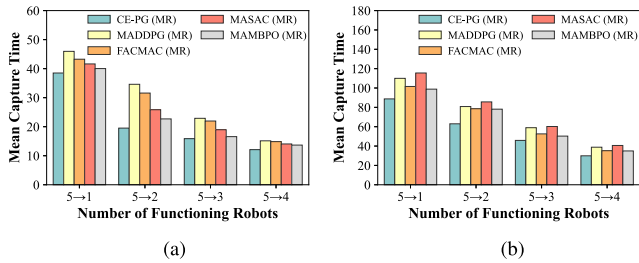 60
50
40
30
20
10
0
Mean Capture Time
CE-PG (MR)
MADDPG (MR)
FACMAC (MR)
MASAC (MR)
MAMBPO (MR)
5→1
5→2
5→3
5→4
Number of Functioning Robots
(a)
180
160
140
120
100
80
60
40
20
0
Mean Capture Time
CE-PG (MR)
MADDPG (MR)
FACMAC (MR)
MASAC (MR)
MAMBPO (MR)
5→1
5→2
5→3
5→4
Number of Functioning Robots
(b)